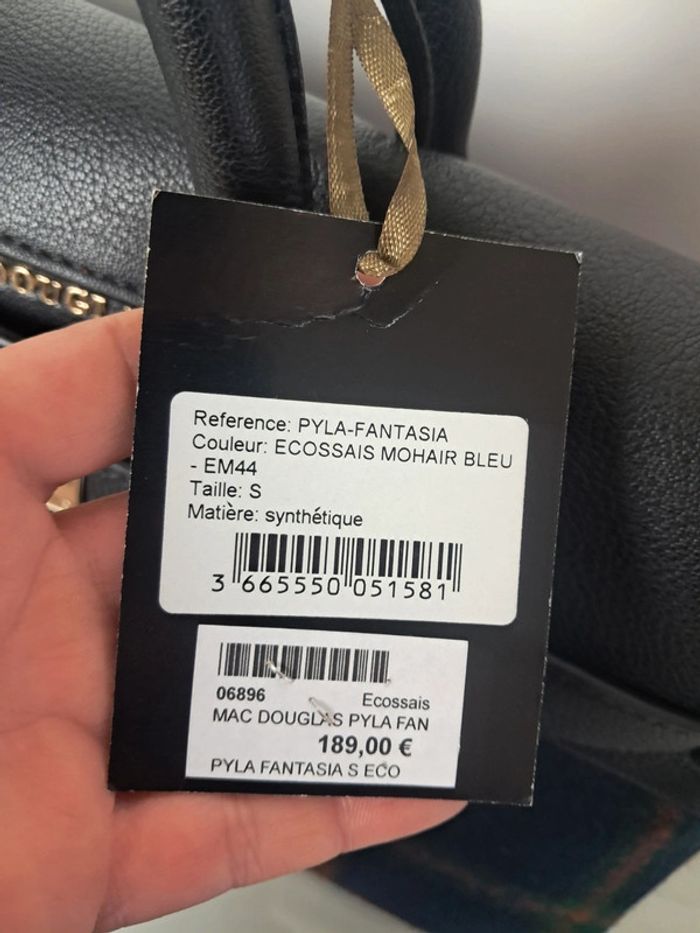 DOUGL
Reference: PYLA-FANTASIA
Couleur: ECOSSAIS MOHAIR BLEU
- EM44
Taille: S
Matière: synthétique
3 665550 051581
06896 Ecossais
MAC DOUGLAS PYLA FAN
189,00 €
PYLA FANTASIA S ECO